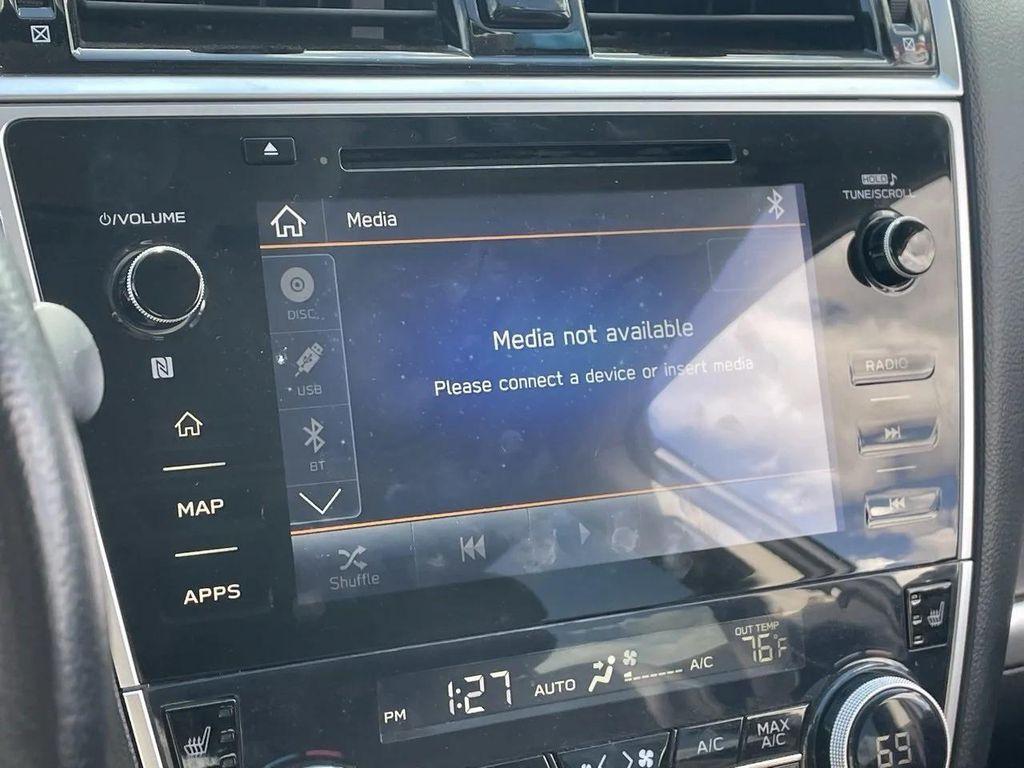 HOLD
TUNE/SCROLL
/VOLUME
Media
DISC
Media not available
Please connect a device or insert media
USB
RADIO
BT
MAP
APPS
Shuffle
OUT TEMP
76°F
PM 1:27 AUTO A/C
A/C
MAX
A/C
69